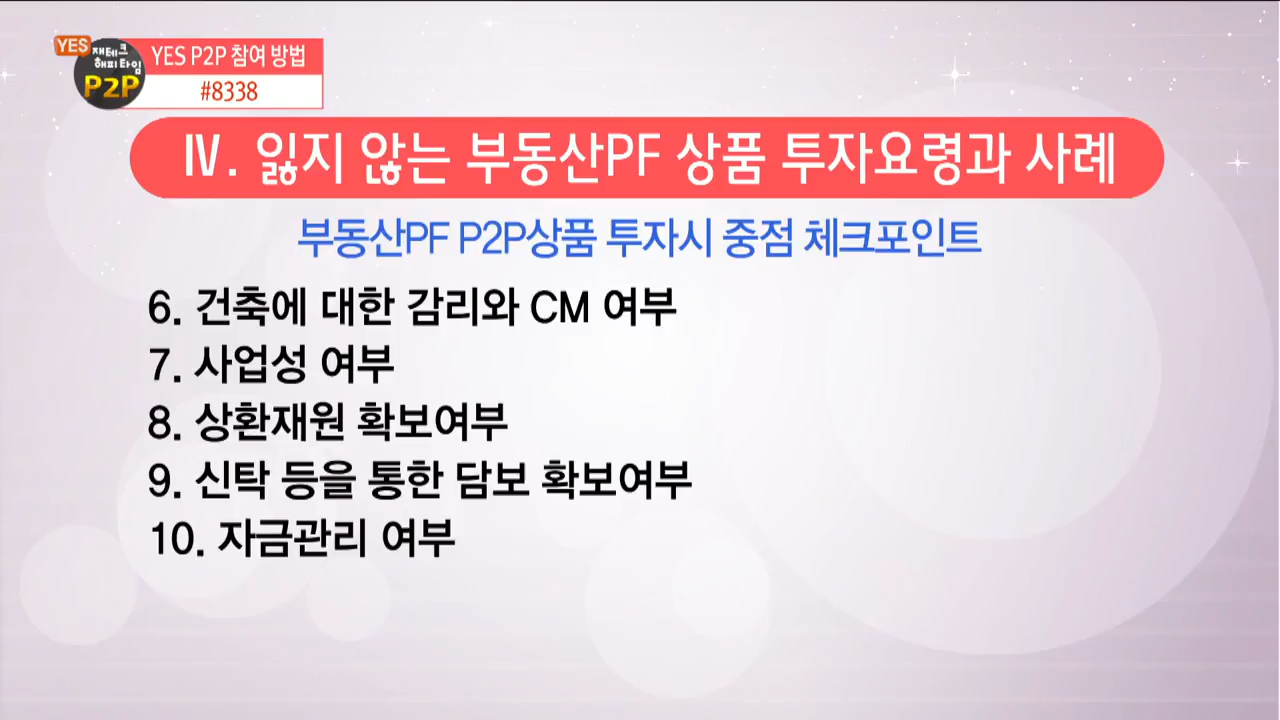 YES
재테크
해피타임
P2P
YES P2P 참여 방법
#8338
Ⅳ. 잃지 않는 부동산PF 상품 투자요령과 사례
부동산PF P2P상품 투자시 중점 체크포인트
6. 건축에 대한 감리와 CM 여부
7. 사업성 여부
8. 상환재원 확보여부
9. 신탁 등을 통한 담보 확보여부
10. 자금관리 여부